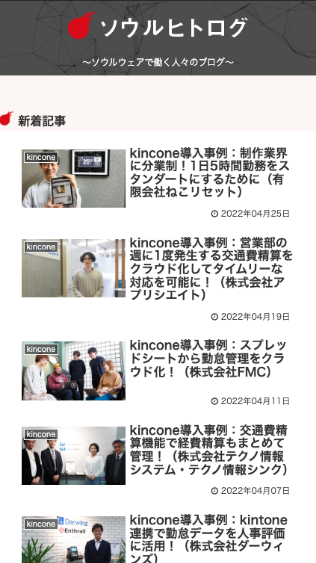 ソウルヒトログ
～ソウルウェアで働く人々のブログ～
新着記事
kincone
kincone導入事例：制作業界
に分業制！1日5時間勤務をス
タンダートにするために（有
限会社ねこリセット）
2022年04月25日
kincone
kincone導入事例：営業部の
週に1度発生する交通費精算を
クラウド化してタイムリーな
対応を可能に！（株式会社ア
プリシエイト）
2022年04月19日
kincone
kincone導入事例：スプレッ
ドシートから勤怠管理をクラ
ウド化！（株式会社FMC）
2022年04月11日
kincone
kincone導入事例：交通費精
算機能で経費精算もまとめて
管理！（株式会社テクノ情報
システム・テクノ情報シンク）
2022年04月07日
kincone
Darwinz
Enthrall
kincone導入事例：kintone
連携で勤怠データを人事評価
に活用！（株式会社ダーウィ
ンズ）